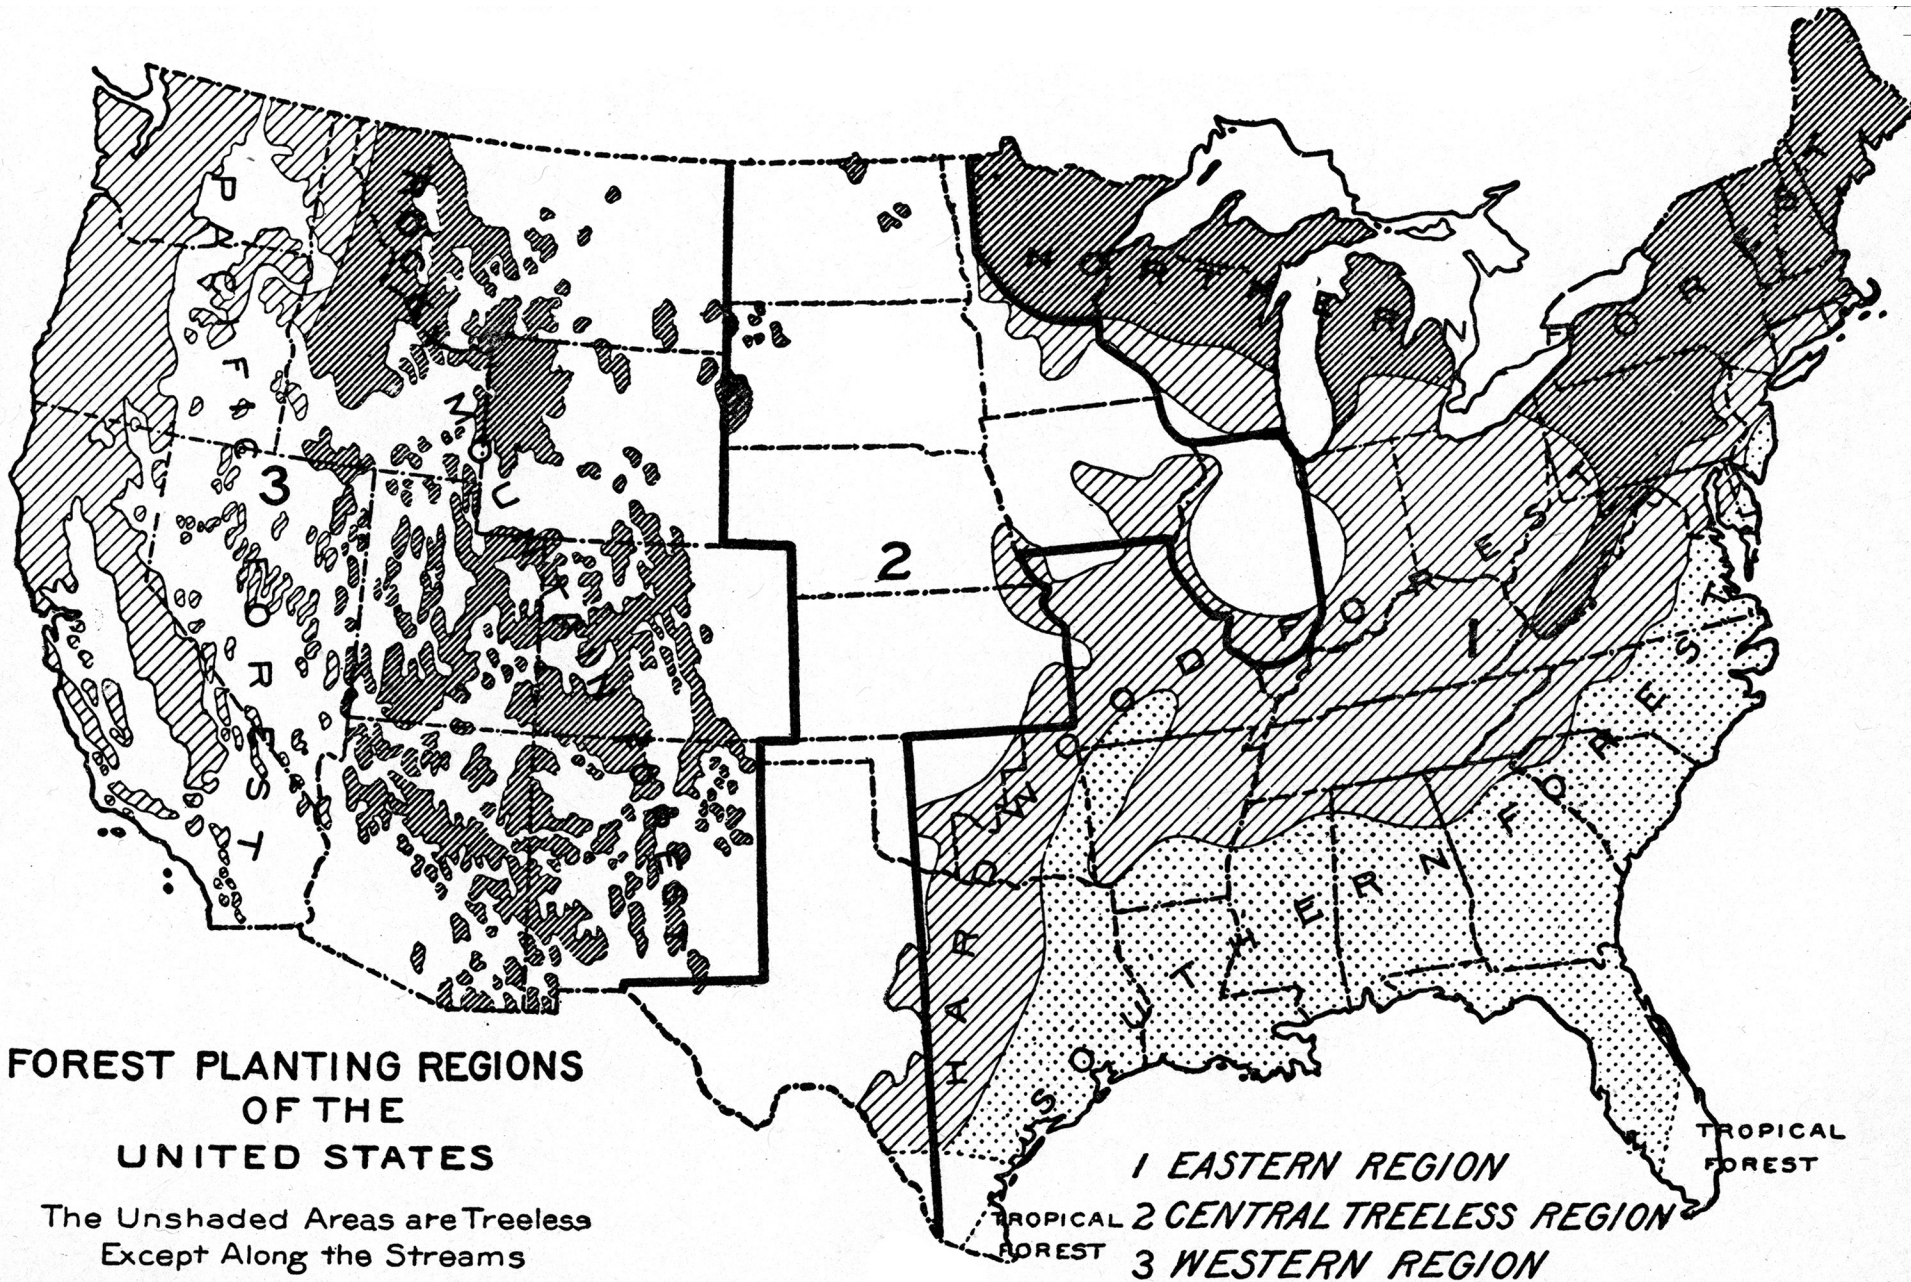 PACIFIC FOREST
ROCKY MOUNTAIN FOREST
NORTHERN FOREST
HARDWOOD FOREST
SOUTHERN FOREST
3
2
1
FOREST PLANTING REGIONS
OF THE
UNITED STATES
The Unshaded Areas are Treeless
Except Along the Streams
TROPICAL
FOREST
TROPICAL
FOREST
1 EASTERN REGION
2 CENTRAL TREELESS REGION
3 WESTERN REGION